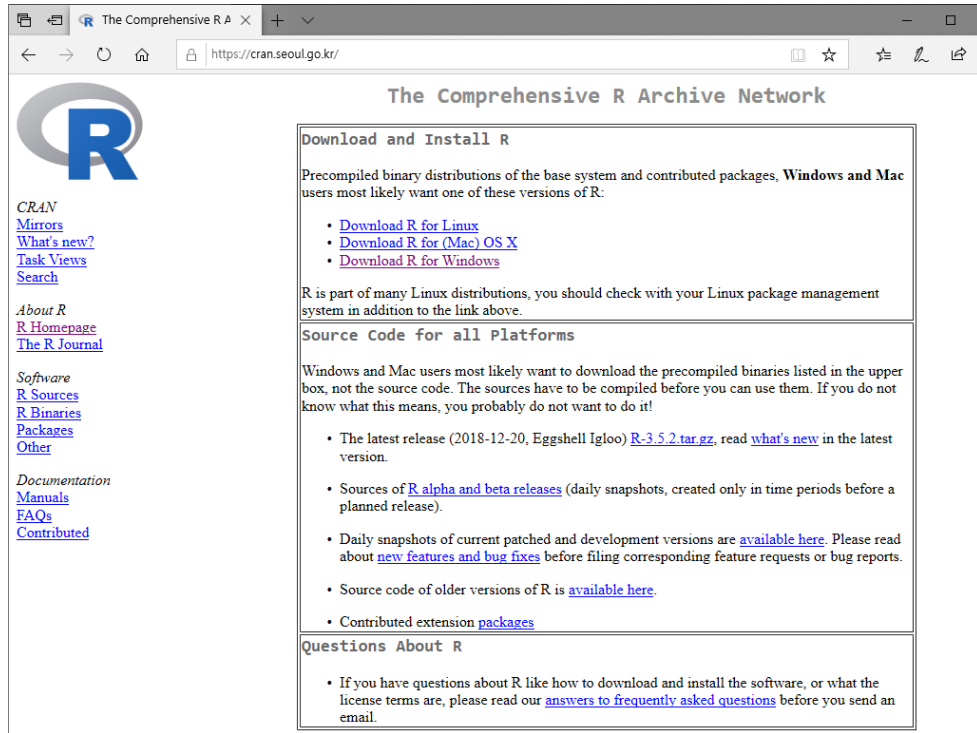 The Comprehensive R A
https://cran.seoul.go.kr/
R
CRAN
Mirrors
What's new?
Task Views
Search
About R
R Homepage
The R Journal
Software
R Sources
R Binaries
Packages
Other
Documentation
Manuals
FAQs
Contributed
The Comprehensive R Archive Network
Download and Install R
Precompiled binary distributions of the base system and contributed packages, Windows and Mac
users most likely want one of these versions of R:
• Download R for Linux
• Download R for (Mac) OS X
• Download R for Windows
R is part of many Linux distributions, you should check with your Linux package management
system in addition to the link above.
Source Code for all Platforms
Windows and Mac users most likely want to download the precompiled binaries listed in the upper
box, not the source code. The sources have to be compiled before you can use them. If you do not
know what this means, you probably do not want to do it!
• The latest release (2018-12-20, Eggshell Igloo) R-3.5.2.tar.gz, read what's new in the latest
version.
• Sources of R alpha and beta releases (daily snapshots, created only in time periods before a
planned release).
• Daily snapshots of current patched and development versions are available here. Please read
about new features and bug fixes before filing corresponding feature requests or bug reports.
• Source code of older versions of R is available here.
• Contributed extension packages
Questions About R
• If you have questions about R like how to download and install the software, or what the
license terms are, please read our answers to frequently asked questions before you send an
email.